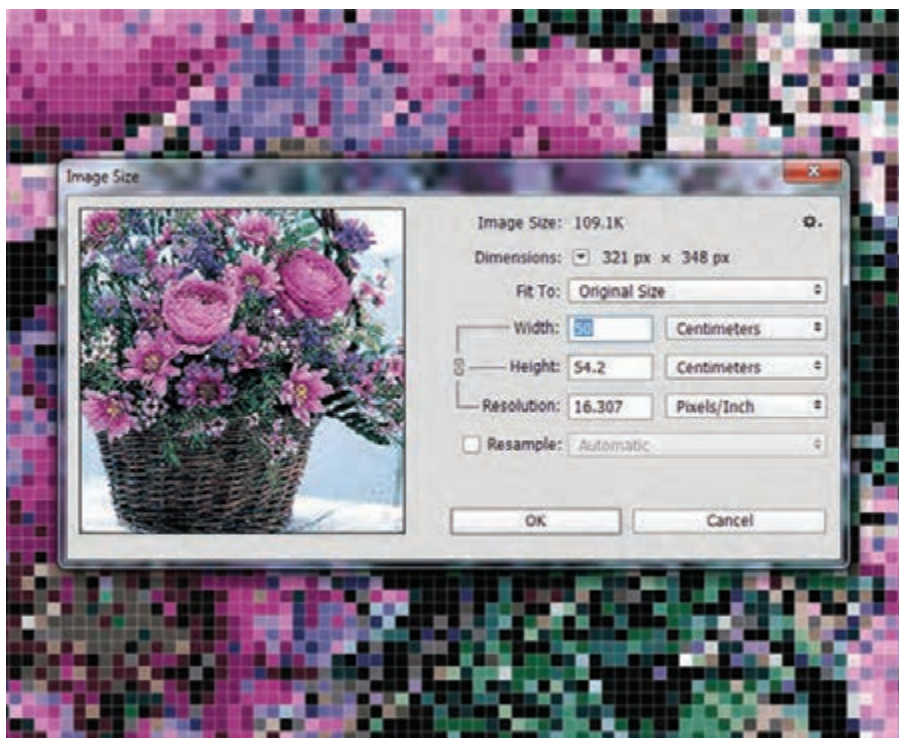 Image Size
Image Size: 109.1K
Dimensions: 321 px × 348 px
Fit To: Original Size
Width: 50 Centimeters
Height: 54.2 Centimeters
Resolution: 16.307 Pixels/Inch
Resample: Automatic
OK Cancel